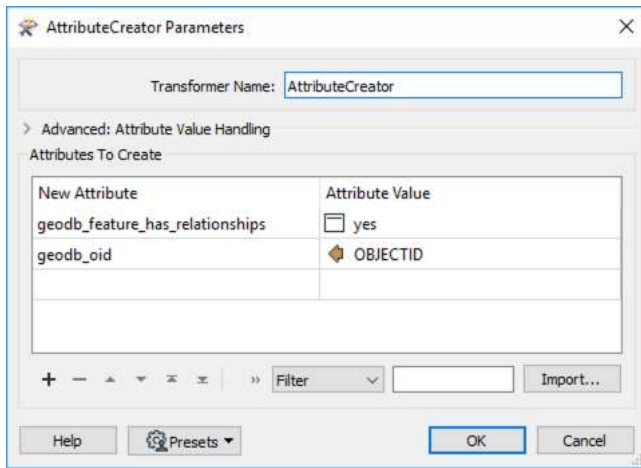 AttributeCreator Parameters
Transformer Name: AttributeCreator
Advanced: Attribute Value Handling
Attributes To Create
New Attribute Attribute Value
geodb_feature_has_relationships yes
geodb_oid OBJECTID
Filter Import...
Help Presets OK Cancel